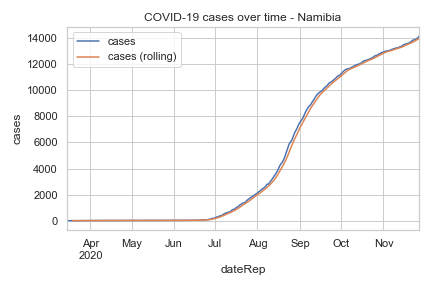 COVID-19 cases over time - Namibia
cases
cases (rolling)
14000
12000
10000
8000
6000
4000
2000
0
cases
Apr
2020
May
Jun
Jul
Aug
Sep
Oct
Nov
dateRep